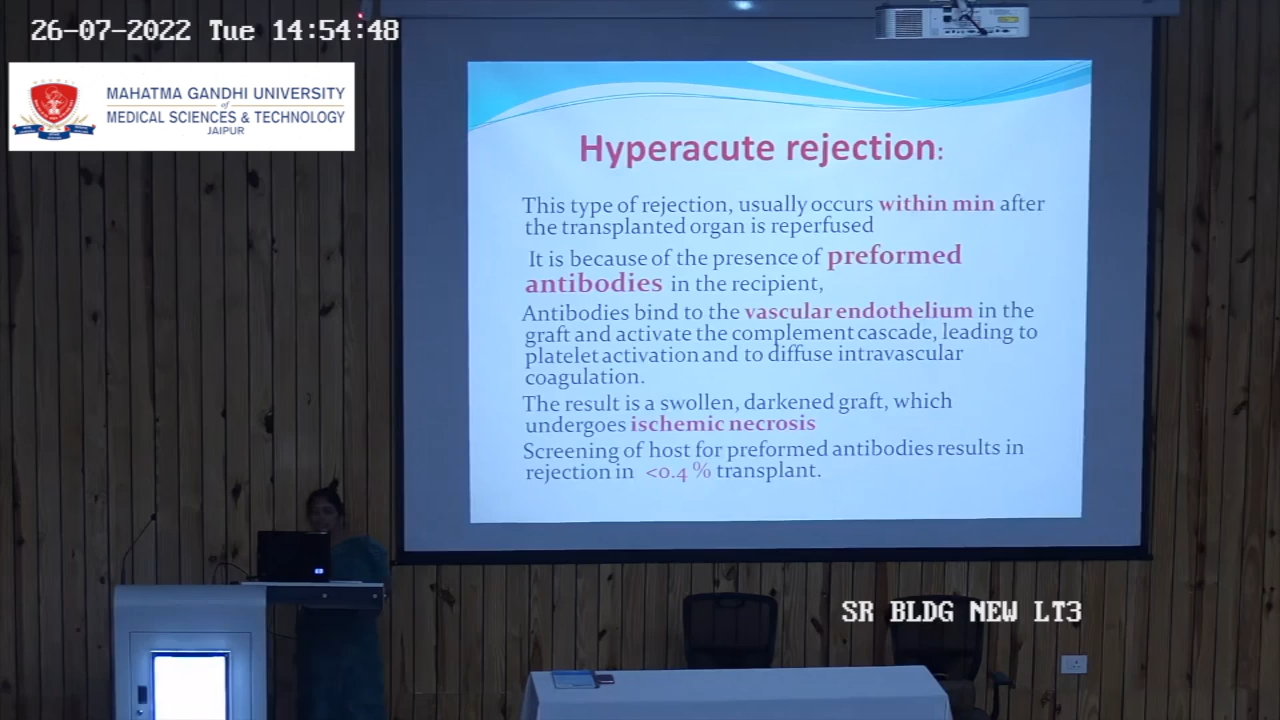 26-07-2022 Tue 14:54:48
MAHATMA GANDHI UNIVERSITY
of
MEDICAL SCIENCES & TECHNOLOGY
JAIPUR
Hyperacute rejection:
This type of rejection, usually occurs within min after
the transplanted organ is reperfused
It is because of the presence of preformed
antibodies in the recipient,
Antibodies bind to the vascular endothelium in the
graft and activate the complement cascade, leading to
platelet activation and to diffuse intravascular
coagulation.
The result is a swollen, darkened graft, which
undergoes ischemic necrosis
Screening of host for preformed antibodies results in
rejection in <0.4 % transplant.
hp
SR BLDG NEW LT3